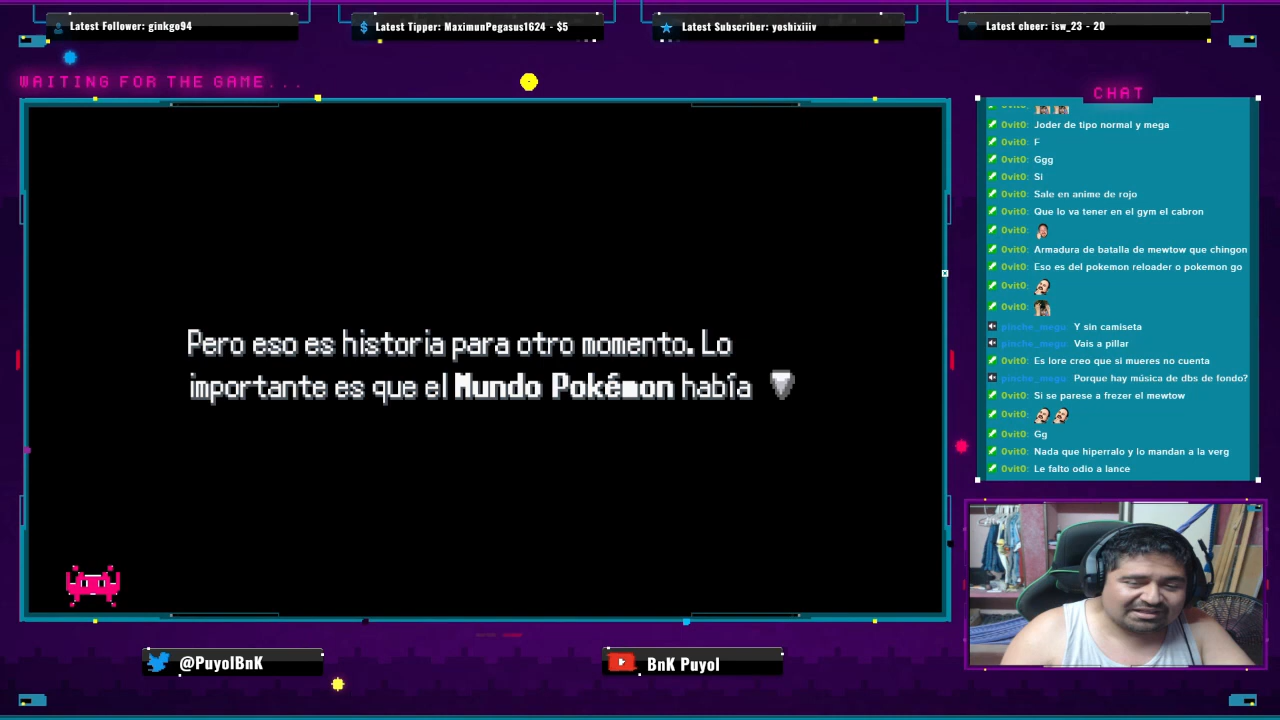 Latest Follower: ginkgo94
Latest Tipper: MaximumPegasus1624 - $5
Latest Subscriber: yoshixiiiv
Latest cheer: isw_23 - 20
WAITING FOR THE GAME...
CHAT
0vit0:
0vit0: Joder de tipo normal y mega
0vit0: F
0vit0: Ggg
0vit0: Si
0vit0: Sale en anime de rojo
0vit0: Que lo va tener en el gym el cabron
0vit0:
0vit0: Armadura de batalla de mewtow que chingon
0vit0: Eso es del pokemon reloader o pokemon go
0vit0:
0vit0:
pinche_megu: Y sin camiseta
pinche_megu: Vais a pillar
0vit0: Es lore creo que si mueres no cuenta
pinche_megu: Porque hay música de dbs de fondo?
0vit0: Si se parese a frezer el mewtow
0vit0:
0vit0: Gg
0vit0: Nada que hiperralo y lo mandan a la verg
0vit0: Le falto odio a lance
Pero eso es historia para otro momento. Lo
importante es que el Mundo Pokémon había
@PuyolBnK
BnK Puyol